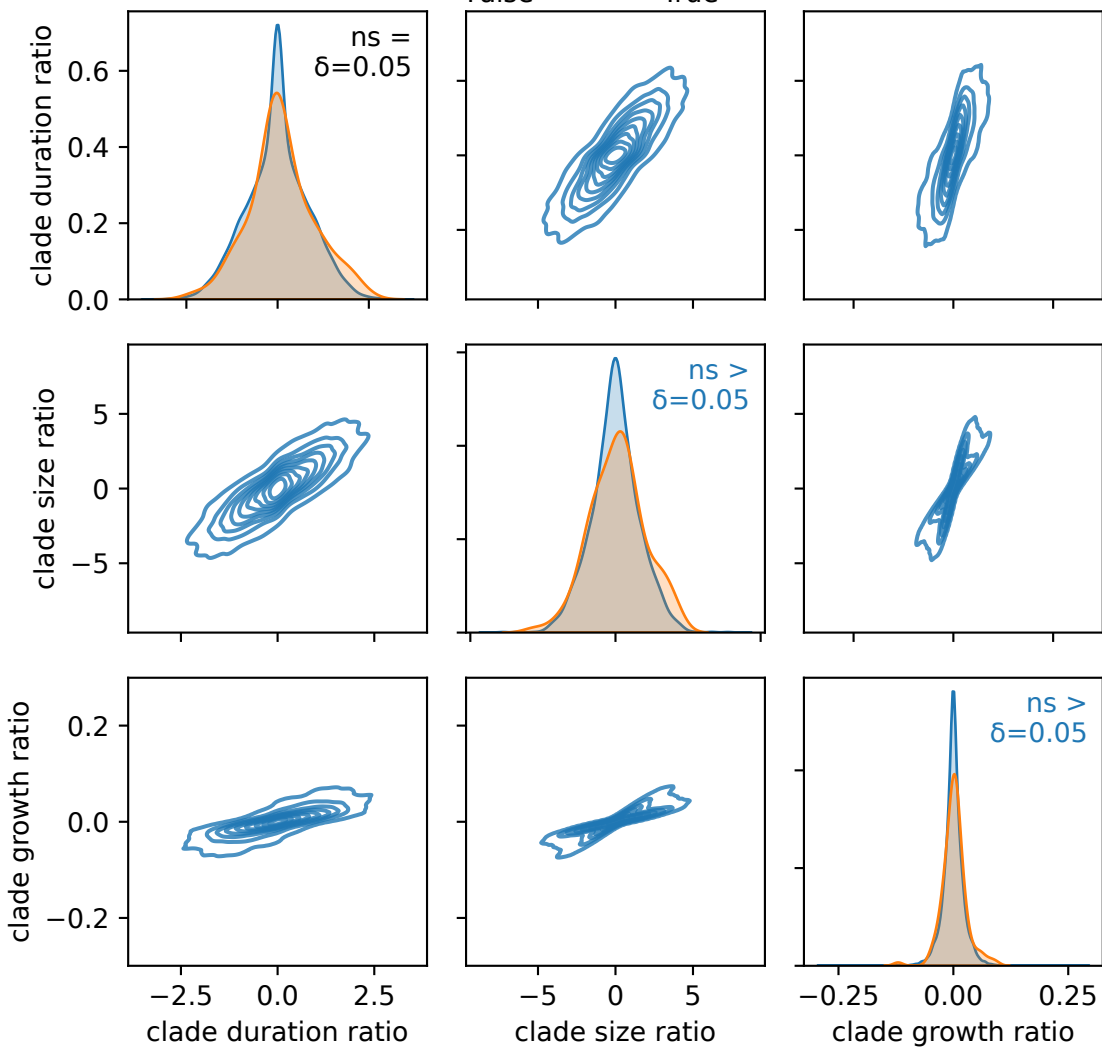 clade duration ratio
0.6
0.4
0.2
0.0
ns =
δ=0.05
clade size ratio
5
0
−5
ns >
δ=0.05
clade growth ratio
0.2
0.0
−0.2
ns >
δ=0.05
−2.5 0.0 2.5
−5 0 5
−0.25 0.00 0.25
clade duration ratio
clade size ratio
clade growth ratio